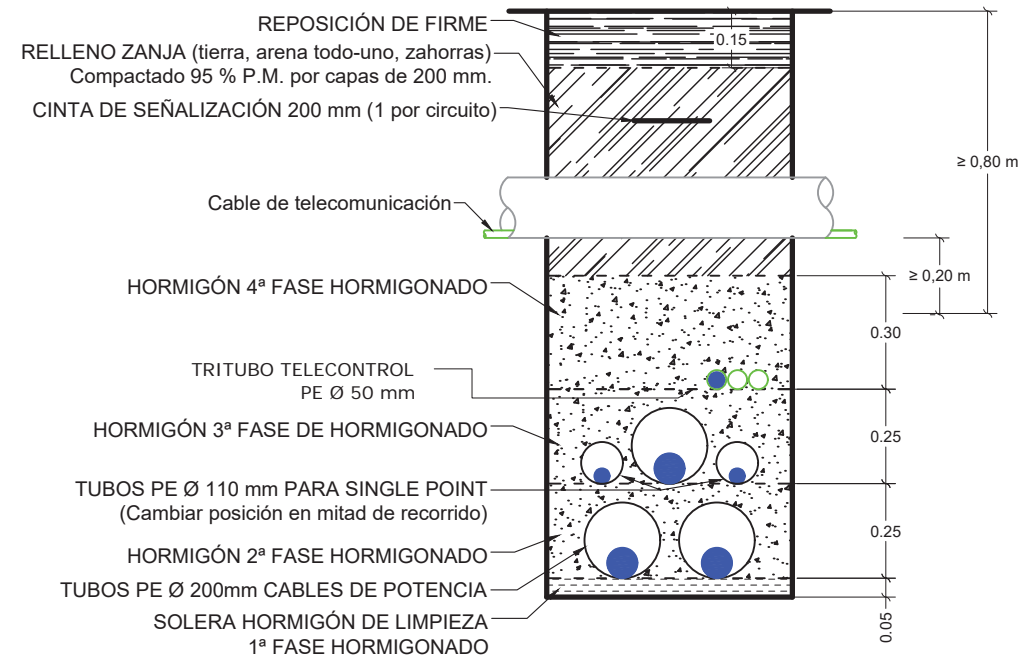 REPOSICIÓN DE FIRME
RELLENO ZANJA (tierra, arena todo-uno, zahorras)
Compactado 95 % P.M. por capas de 200 mm.
CINTA DE SEÑALIZACIÓN 200 mm (1 por circuito)
Cable de telecomunicación
HORMIGÓN 4ª FASE HORMIGONADO
TRITUBO TELECONTROL
PE Ø 50 mm
HORMIGÓN 3ª FASE DE HORMIGONADO
TUBOS PE Ø 110 mm PARA SINGLE POINT
(Cambiar posición en mitad de recorrido)
HORMIGÓN 2ª FASE HORMIGONADO
TUBOS PE Ø 200mm CABLES DE POTENCIA
SOLERA HORMIGÓN DE LIMPIEZA
1ª FASE HORMIGONADO
0.15
≥ 0,80 m
≥ 0,20 m
0.30
0.25
0.25
0.05